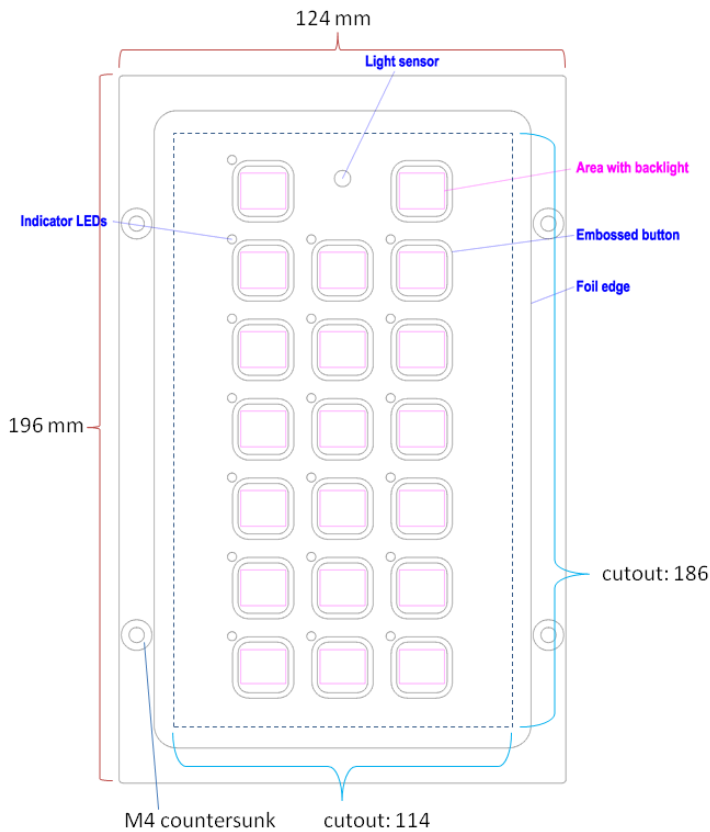 124 mm
Light sensor
Area with backlight
Indicator LEDs
Embossed button
Foil edge
196 mm
cutout: 186
M4 countersunk
cutout: 114